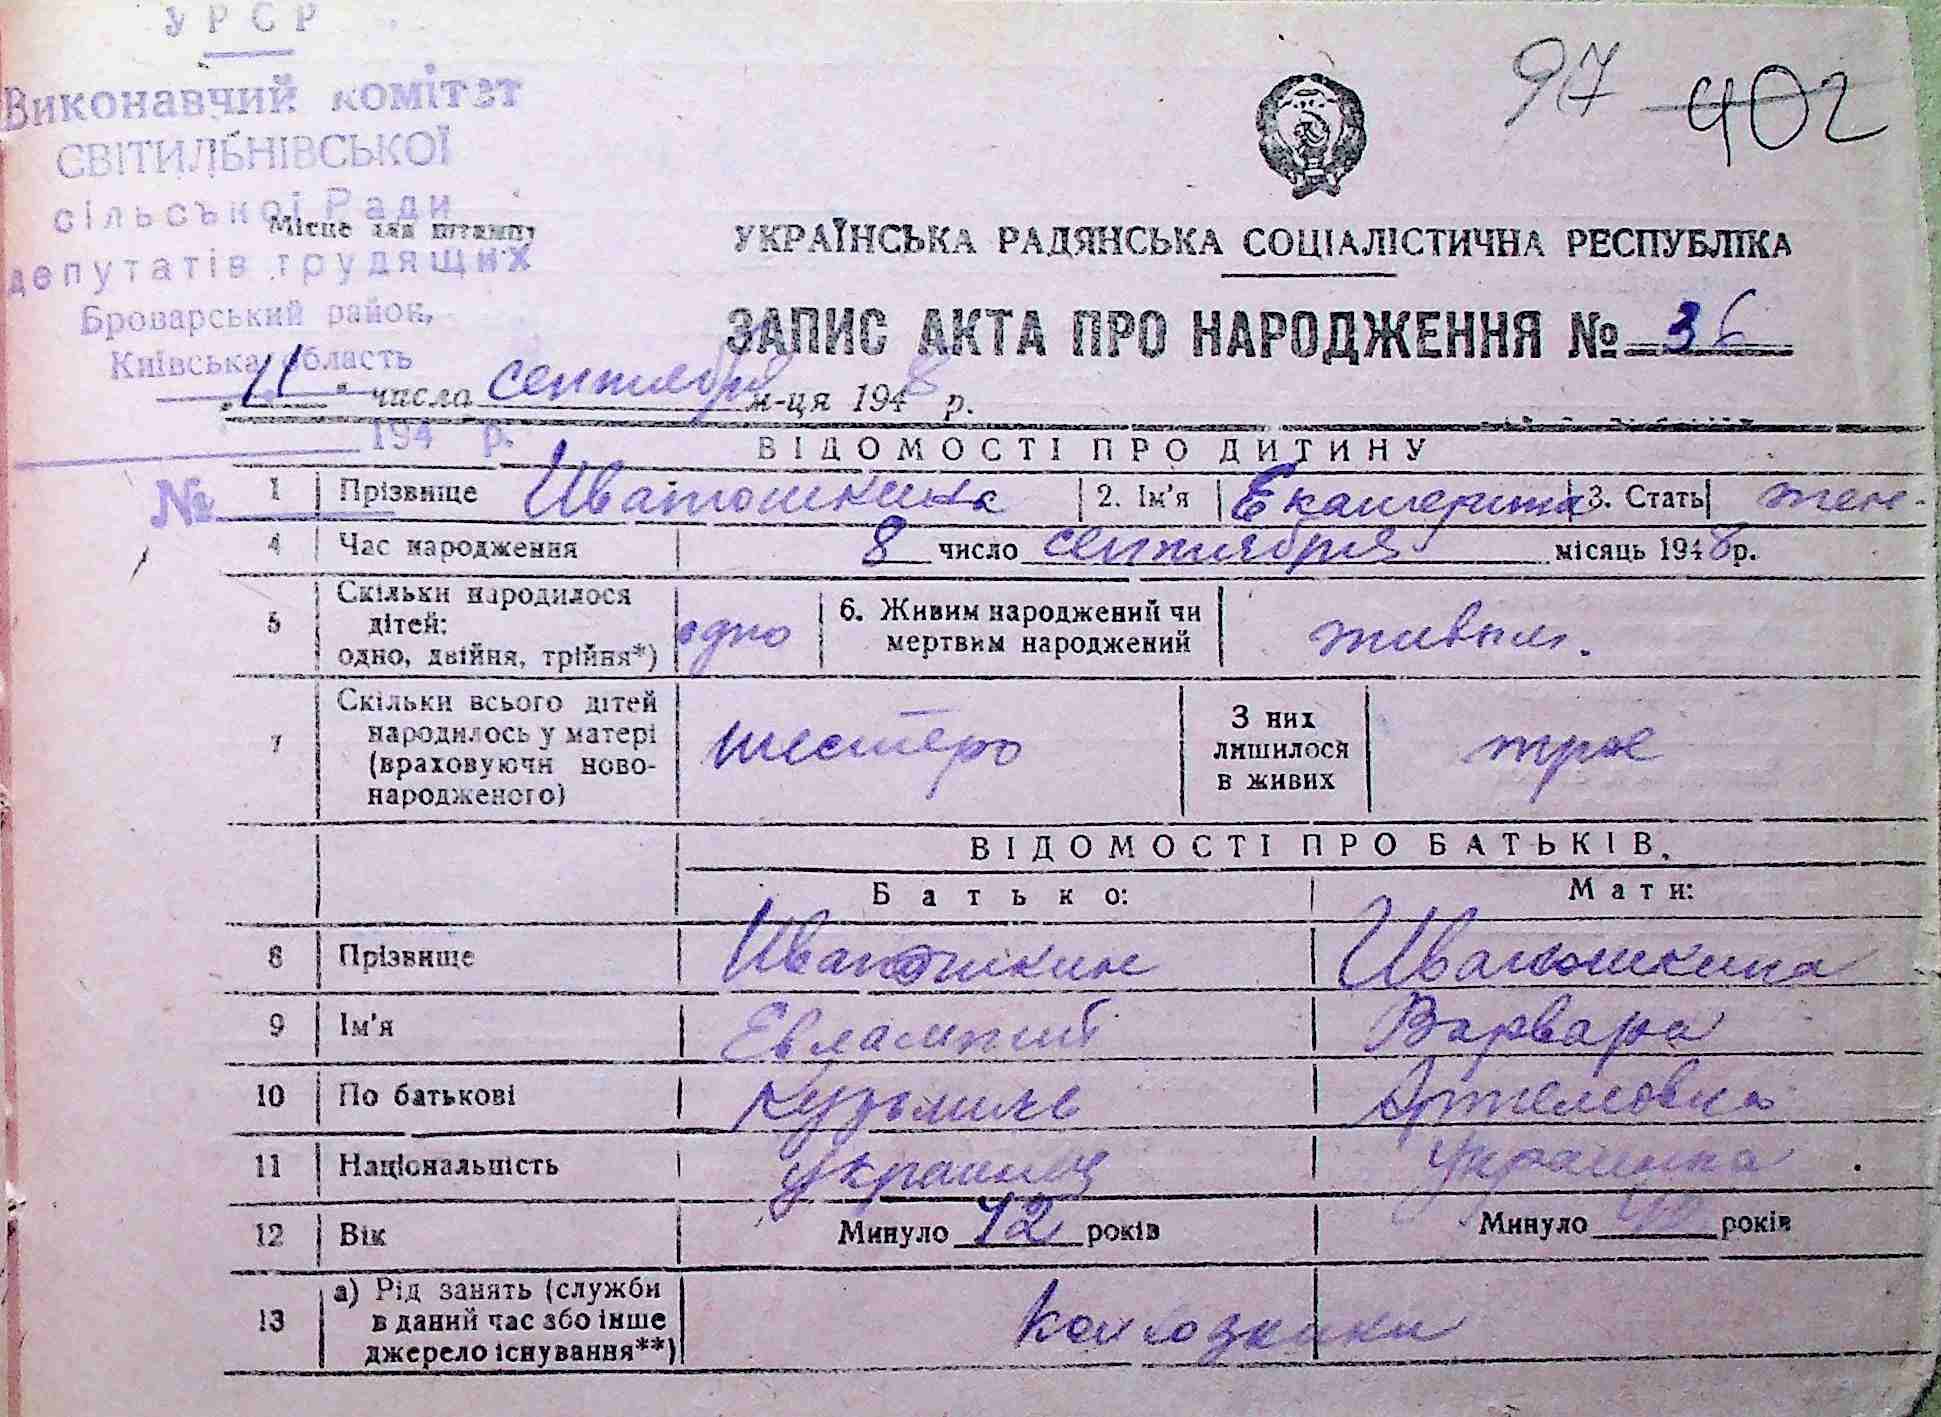 УРСР
97 402
Виконавчий комітет
СВІТИЛЬНІВСЬКОЇ
сільської Ради
Місце для штампу
депутатів трудящих
Броварський район,
Київська область
УКРАЇНСЬКА РАДЯНСЬКА СОЦІАЛІСТИЧНА РЕСПУБЛІКА
ЗАПИС АКТА ПРО НАРОДЖЕННЯ № 36
„11" число сентября м-ця 1948 р.
194 р.
№
ВІДОМОСТІ ПРО ДИТИНУ
1 Прізвище Иватошкина 2. Ім'я Екатерина 3. Стать жен.
4 Час народження 8 число сентября місяць 1948 р.
5 Скільки народилося дітей: одно, двійня, трійня*) одно 6. Живим народжений чи мертвим народжений живым.
7 Скільки всього дітей народилось у матері (враховуючи новонародженого) шестеро З них лишилося в живих трое
ВІДОМОСТІ ПРО БАТЬКІВ.
Батько: Мати:
8 Прізвище Иватошкин Иватошкина
9 Ім'я Евлампий Варвара
10 По батькові Кузьмич Артемовна
11 Національність украинец украинка
12 Вік Минуло 42 років Минуло років
13 а) Рід занять (служби в даний час або інше джерело існування**) колхозники